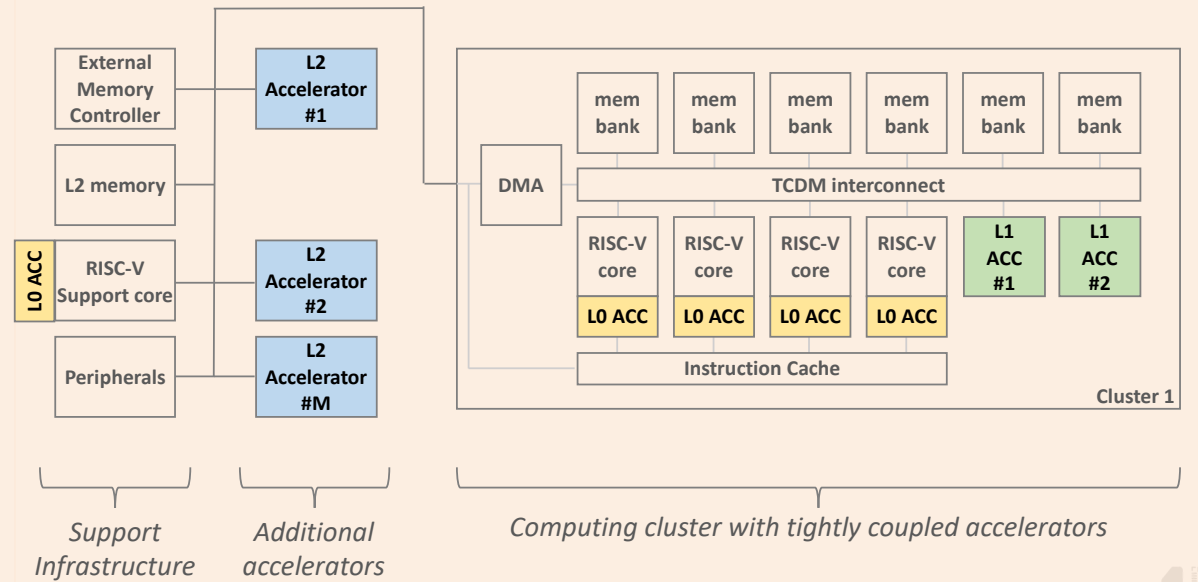 External
Memory
Controller
L2
Accelerator
#1
L2 memory
L0 ACC
RISC-V
Support core
L2
Accelerator
#2
Peripherals
L2
Accelerator
#M
mem
bank
mem
bank
mem
bank
mem
bank
mem
bank
mem
bank
DMA
TCDM interconnect
RISC-V
core
L0 ACC
RISC-V
core
L0 ACC
RISC-V
core
L0 ACC
RISC-V
core
L0 ACC
L1
ACC
#1
L1
ACC
#2
Instruction Cache
Cluster 1
Support
Infrastructure
Additional
accelerators
Computing cluster with tightly coupled accelerators